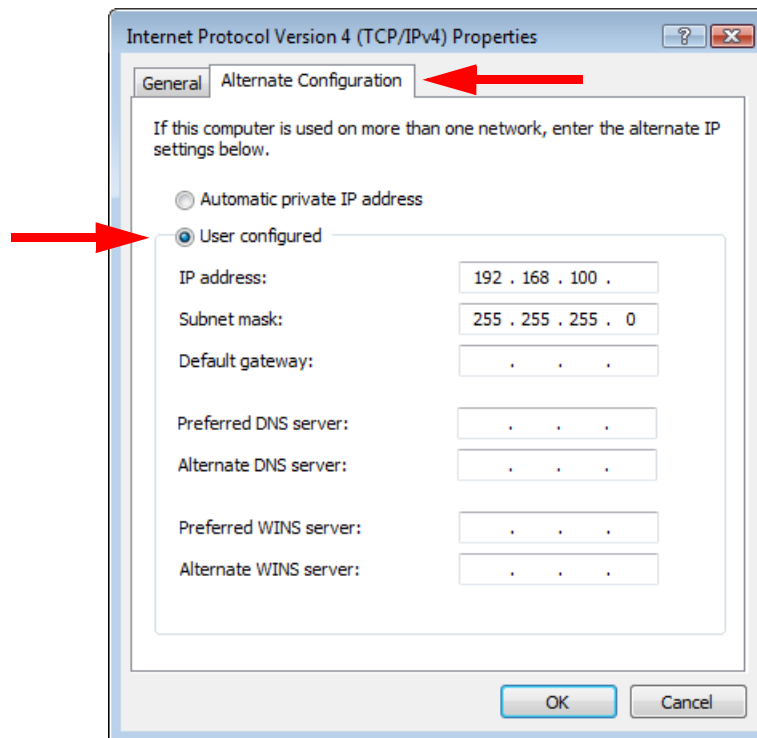 Internet Protocol Version 4 (TCP/IPv4) Properties
?
General
Alternate Configuration
If this computer is used on more than one network, enter the alternate IP
settings below.
Automatic private IP address
User configured
IP address: 192 . 168 . 100 .
Subnet mask: 255 . 255 . 255 . 0
Default gateway: . . .
Preferred DNS server: . . .
Alternate DNS server: . . .
Preferred WINS server: . . .
Alternate WINS server: . . .
OK Cancel